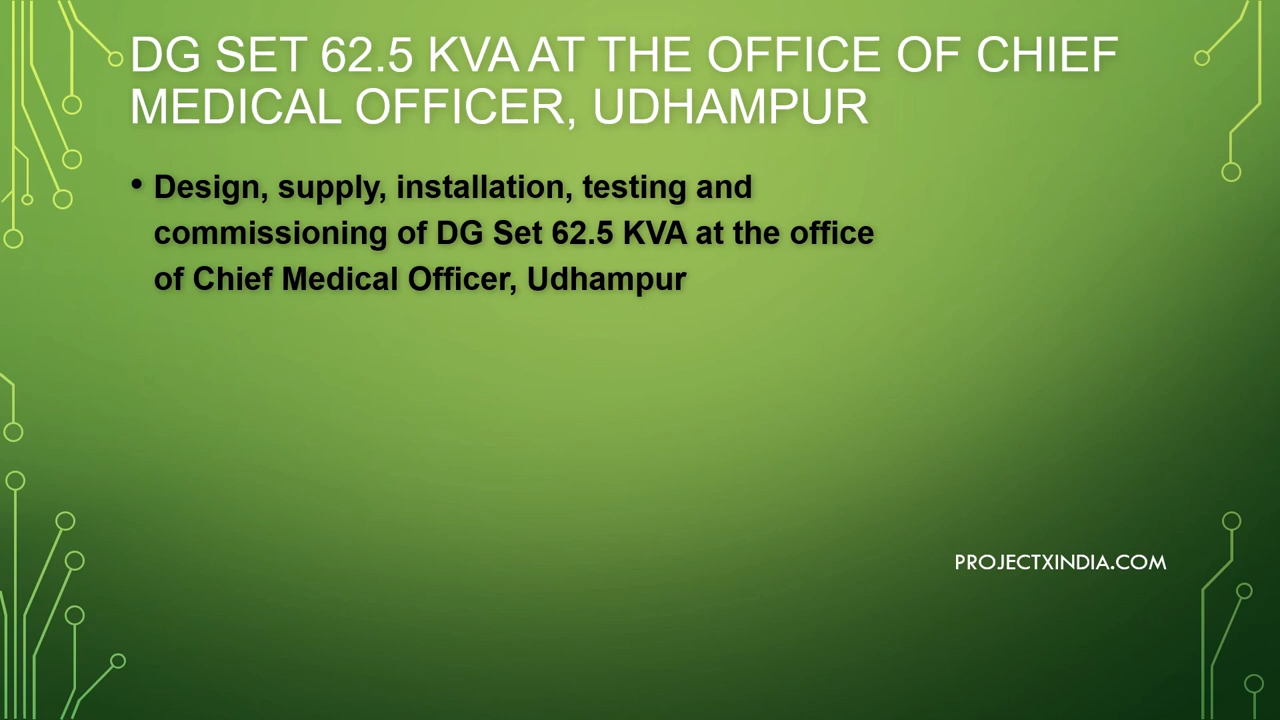 DG SET 62.5 KVA AT THE OFFICE OF CHIEF
MEDICAL OFFICER, UDHAMPUR
• Design, supply, installation, testing and
commissioning of DG Set 62.5 KVA at the office
of Chief Medical Officer, Udhampur
PROJECTXINDIA.COM